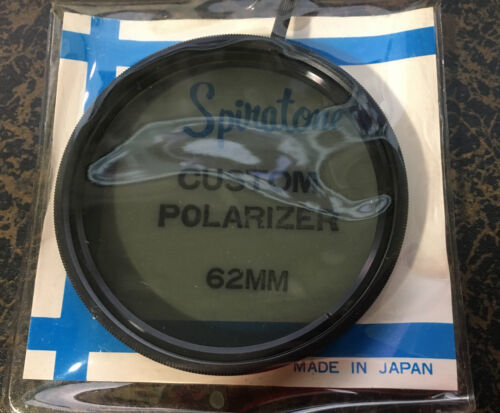 Spiratone
CUSTOM
POLARIZER
62MM
MADE IN JAPAN